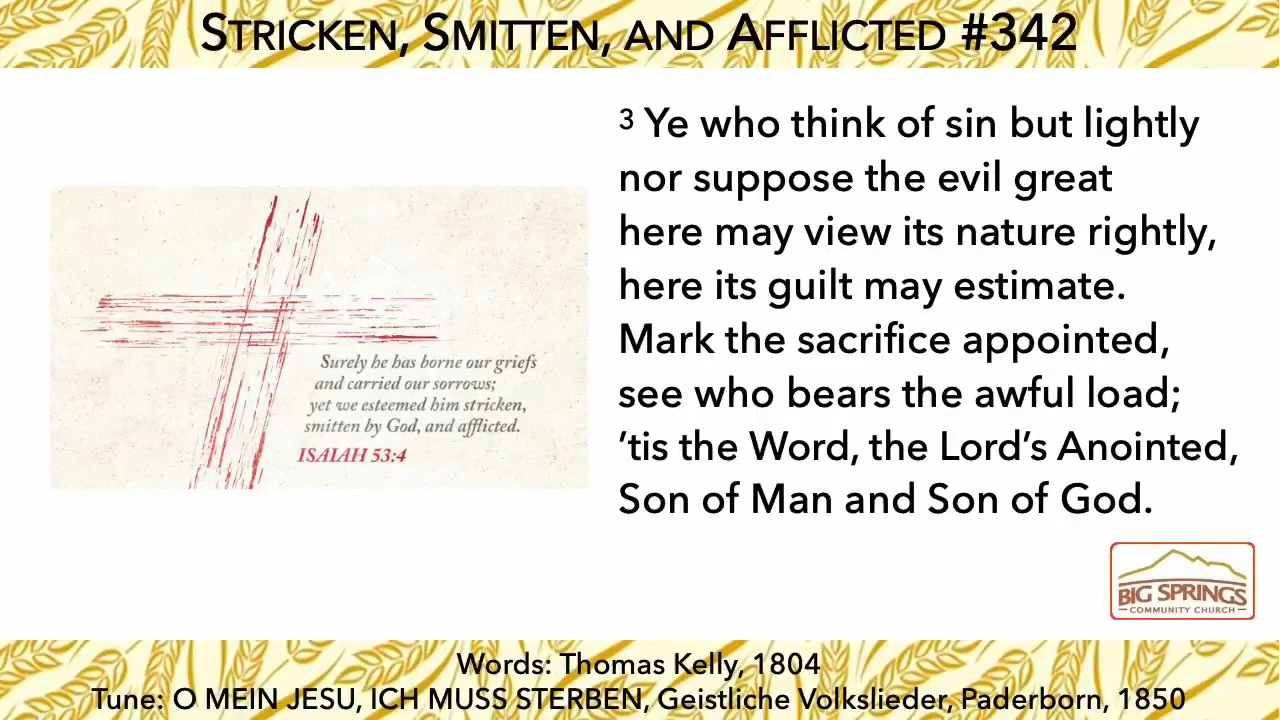 STRICKEN, SMITTEN, AND AFFLICTED #342
3 Ye who think of sin but lightly
nor suppose the evil great
here may view its nature rightly,
here its guilt may estimate.
Mark the sacrifice appointed,
see who bears the awful load;
’tis the Word, the Lord’s Anointed,
Son of Man and Son of God.
Surely he has borne our griefs
and carried our sorrows;
yet we esteemed him stricken,
smitten by God, and afflicted.
ISAIAH 53:4
BIG SPRINGS
COMMUNITY CHURCH
Words: Thomas Kelly, 1804
Tune: O MEIN JESU, ICH MUSS STERBEN, Geistliche Volkslieder, Paderborn, 1850